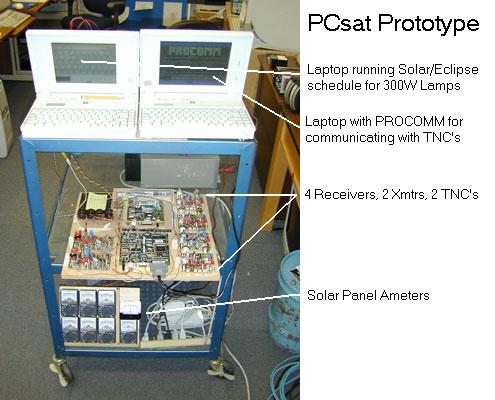 PCsat Prototype
PROCOMM
Laptop running Solar/Eclipse
schedule for 300W Lamps
Laptop with PROCOMM for
communicating with TNC's
4 Receivers, 2 Xmtrs, 2 TNC's
Solar Panel Ameters